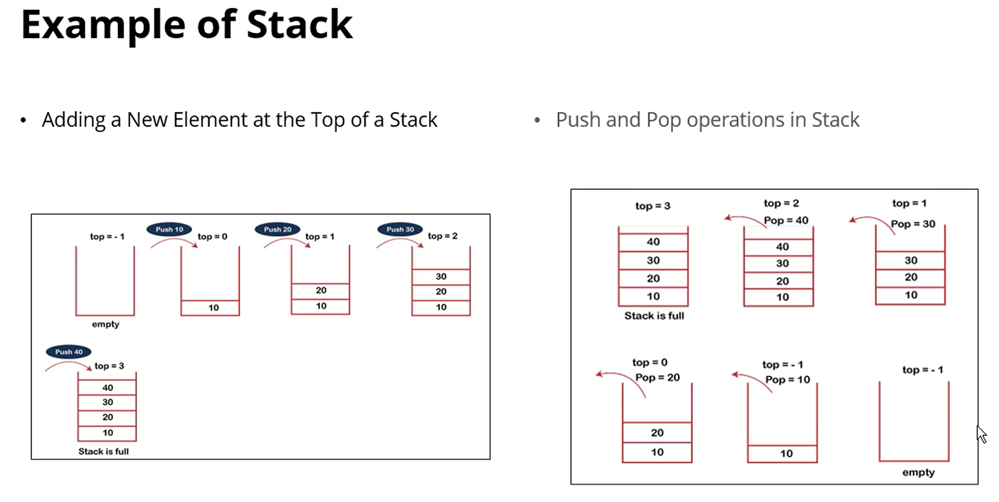 Example of Stack
• Adding a New Element at the Top of a Stack
top = - 1
empty
Push 10
top = 0
10
Push 20
top = 1
20
10
Push 30
top = 2
30
20
10
Push 40
top = 3
40
30
20
10
Stack is full
• Push and Pop operations in Stack
top = 3
40
30
20
10
Stack is full
top = 2
Pop = 40
40
30
20
10
top = 1
Pop = 30
30
20
10
top = 0
Pop = 20
20
10
top = - 1
Pop = 10
10
top = - 1
empty